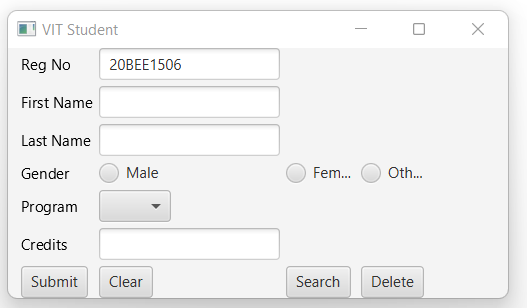 VIT Student
Reg No 20BEE1506
First Name
Last Name
Gender Male Fem... Oth...
Program
Credits
Submit Clear Search Delete